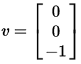 v = [0
0
-1]